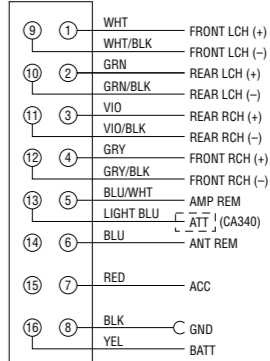 9 1 WHT FRONT LCH (+)
WHT/BLK FRONT LCH (–)
10 2 GRN REAR LCH (+)
GRN/BLK REAR LCH (–)
11 3 VIO REAR RCH (+)
VIO/BLK REAR RCH (–)
12 4 GRY FRONT RCH (+)
GRY/BLK FRONT RCH (–)
13 5 BLU/WHT AMP REM
LIGHT BLU ATT (CA340)
14 6 BLU ANT REM
15 7 RED ACC
16 8 BLK GND
YEL BATT